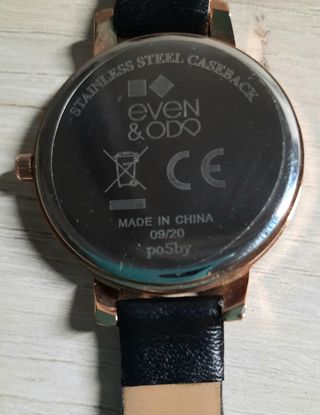 STAINLESS STEEL CASEBACK
even
& odd
CE
MADE IN CHINA
09/20
po5by